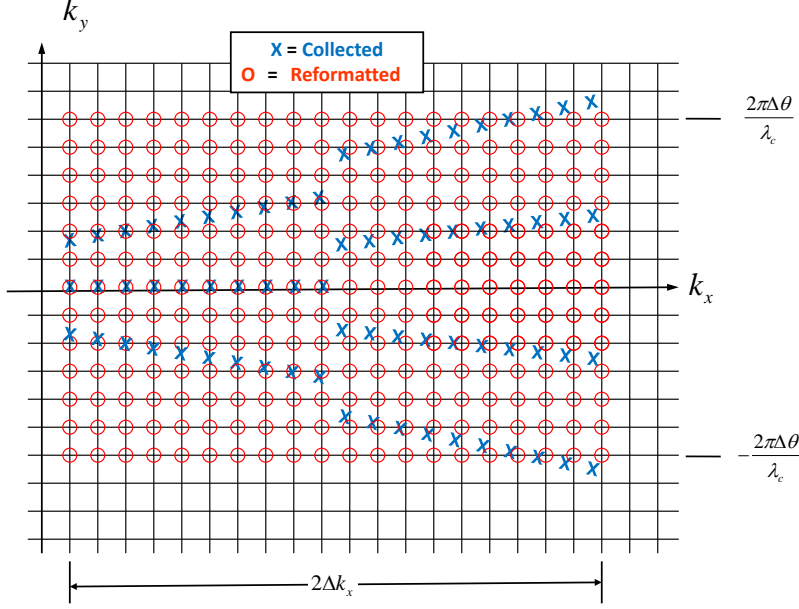 k_y
X = Collected
O = Reformatted
2πΔθ
λ_c
k_x
-2πΔθ
λ_c
2Δk_x